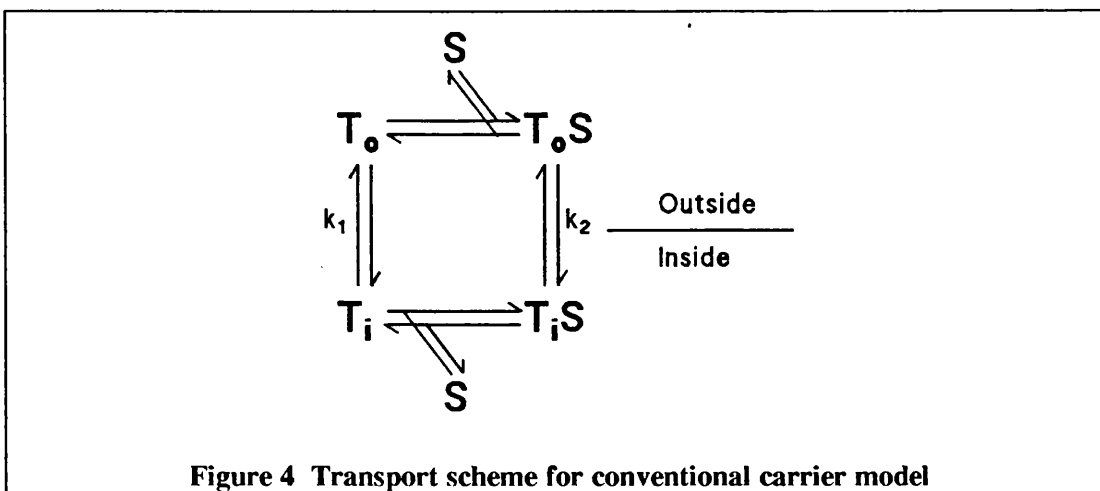 S
T₀ T₀S
k₁ k₂ Outside
Inside
Tᵢ TᵢS
S
Figure 4 Transport scheme for conventional carrier model